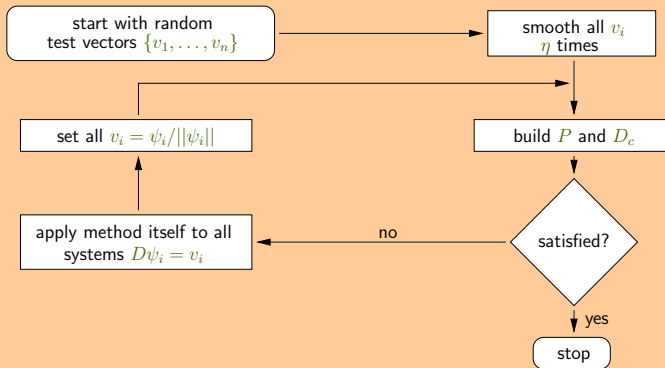 start with random
test vectors {v₁, . . . , vₙ}
smooth all vᵢ
η times
set all vᵢ = ψᵢ/||ψᵢ||
build P and D_c
apply method itself to all
systems Dψᵢ = vᵢ
no
satisfied?
yes
stop